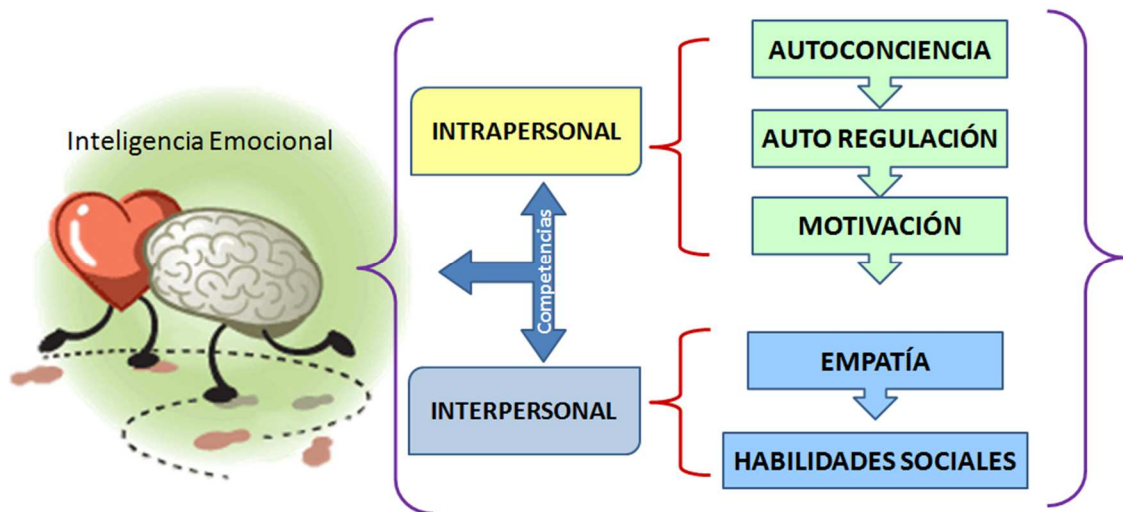 Inteligencia Emocional
INTRAPERSONAL
Competencias
INTERPERSONAL
AUTOCONCIENCIA
AUTO REGULACIÓN
MOTIVACIÓN
EMPATÍA
HABILIDADES SOCIALES